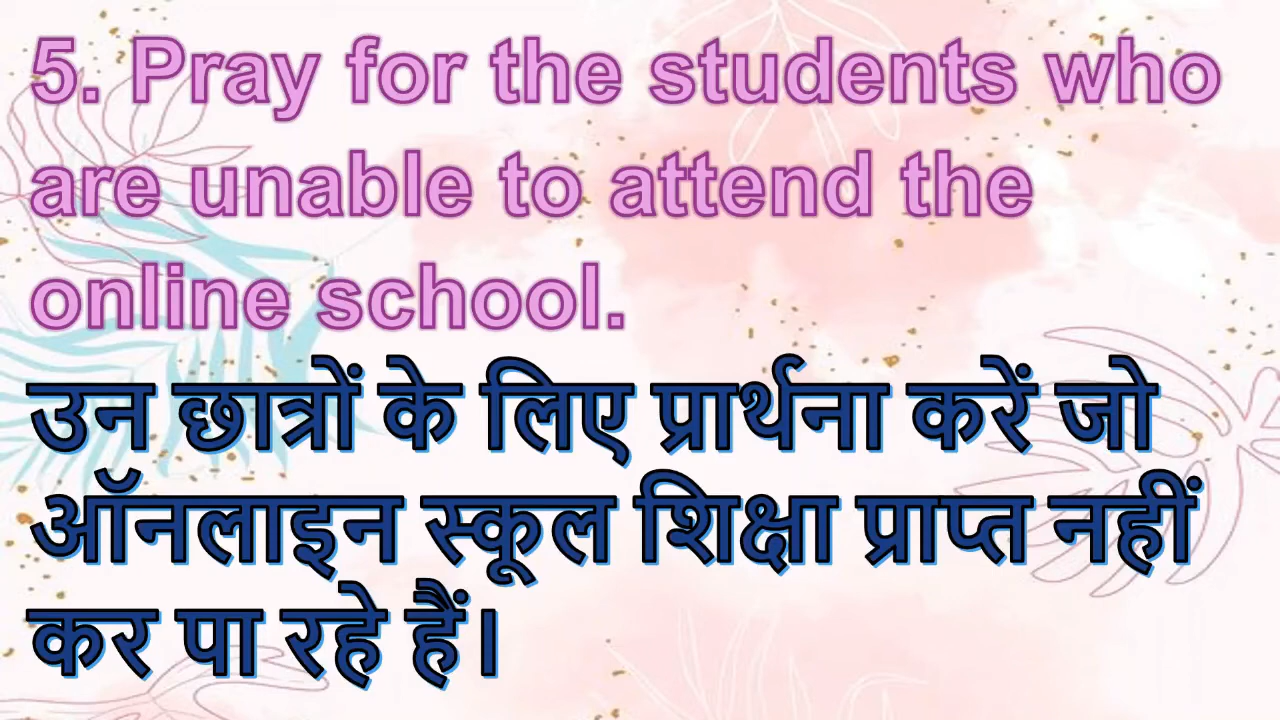 5. Pray for the students who
are unable to attend the
online school.
उन छात्रों के लिए प्रार्थना करें जो
ऑनलाइन स्कूल शिक्षा प्राप्त नहीं
कर पा रहे हैं।